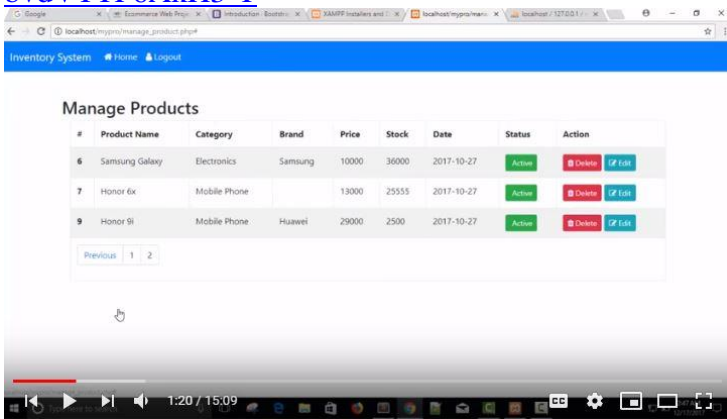 Google
Ecommerce Web Proje
Introduction · Bootstra
XAMPP Installers and
localhost/mypro/mana
localhost / 127.0.0.1 /
localhost/mypro/manage_product.php#
Inventory System Home Logout
Manage Products
# Product Name Category Brand Price Stock Date Status Action
6 Samsung Galaxy Electronics Samsung 10000 36000 2017-10-27 Active Delete Edit
7 Honor 6x Mobile Phone 13000 25555 2017-10-27 Active Delete Edit
9 Honor 9i Mobile Phone Huawei 29000 2500 2017-10-27 Active Delete Edit
Previous 1 2
1:20 / 15:09
CC